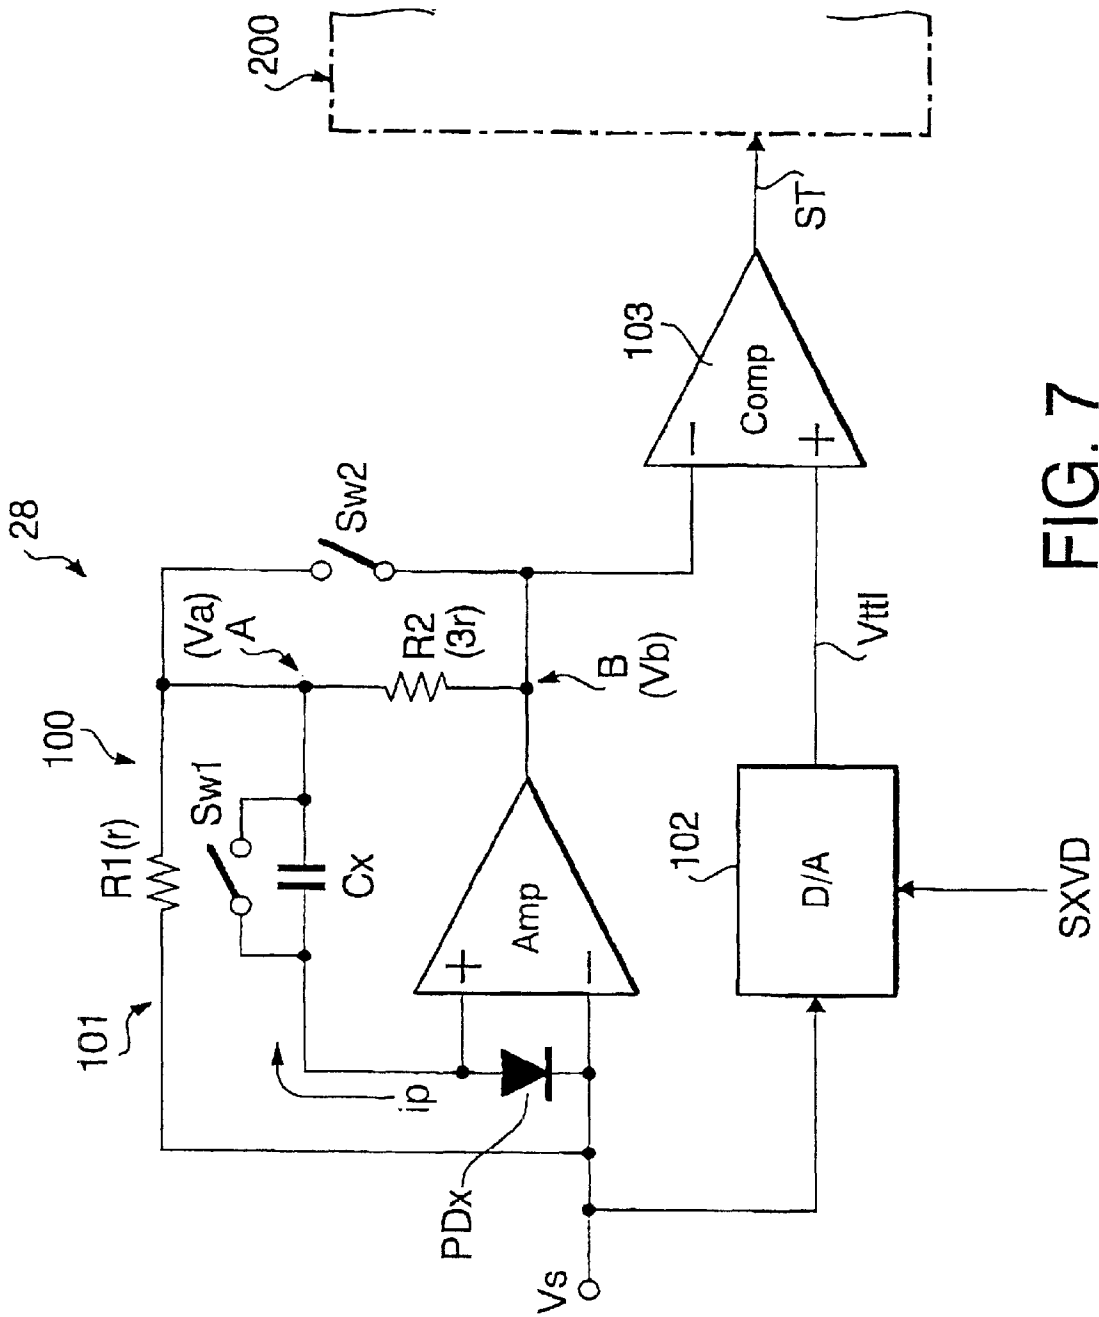 28
100
101
R1(r)
Sw1
Cx
(Va)
A
Sw2
R2
(3r)
B
(Vb)
ip
PDx
Vs
+
−
Amp
102
D/A
SXVD
Vttl
103
−
+
Comp
ST
200
FIG. 7